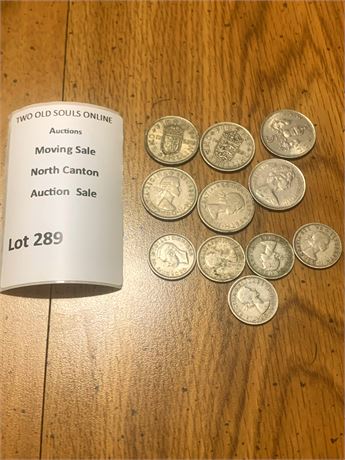 TWO OLD SOULS ONLINE
Auctions
Moving Sale
North Canton
Auction Sale
Lot 289